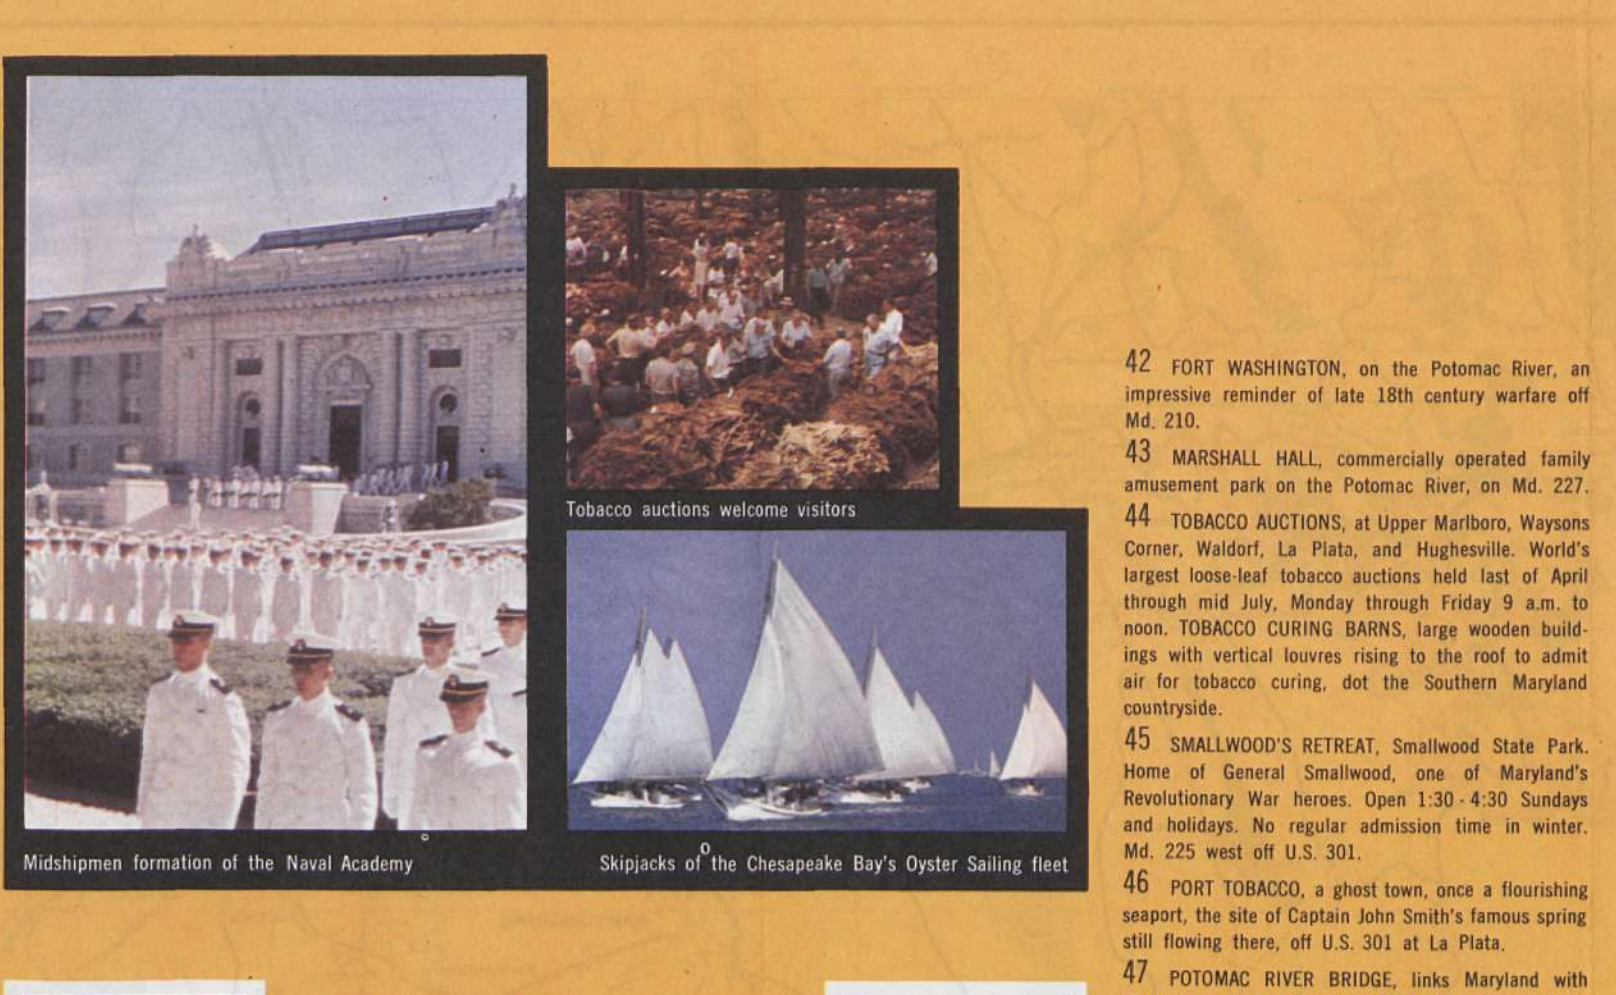 Tobacco auctions welcome visitors
Midshipmen formation of the Naval Academy
Skipjacks of the Chesapeake Bay's Oyster Sailing fleet
42 FORT WASHINGTON, on the Potomac River, an
impressive reminder of late 18th century warfare off
Md. 210.
43 MARSHALL HALL, commercially operated family
amusement park on the Potomac River, on Md. 227.
44 TOBACCO AUCTIONS, at Upper Marlboro, Waysons
Corner, Waldorf, La Plata, and Hughesville. World's
largest loose-leaf tobacco auctions held last of April
through mid July, Monday through Friday 9 a.m. to
noon. TOBACCO CURING BARNS, large wooden build-
ings with vertical louvres rising to the roof to admit
air for tobacco curing, dot the Southern Maryland
countryside.
45 SMALLWOOD'S RETREAT, Smallwood State Park.
Home of General Smallwood, one of Maryland's
Revolutionary War heroes. Open 1:30 - 4:30 Sundays
and holidays. No regular admission time in winter.
Md. 225 west off U.S. 301.
46 PORT TOBACCO, a ghost town, once a flourishing
seaport, the site of Captain John Smith's famous spring
still flowing there, off U.S. 301 at La Plata.
47 POTOMAC RIVER BRIDGE, links Maryland with